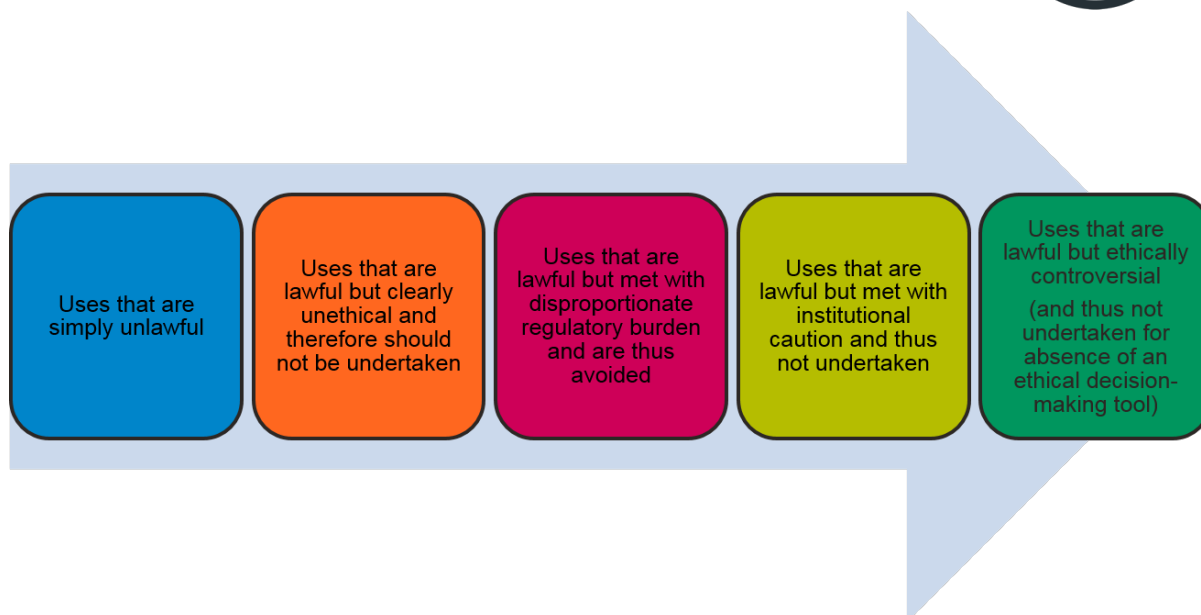 Uses that are
simply unlawful
Uses that are
lawful but clearly
unethical and
therefore should
not be undertaken
Uses that are
lawful but met with
disproportionate
regulatory burden
and are thus
avoided
Uses that are
lawful but met with
institutional
caution and thus
not undertaken
Uses that are
lawful but ethically
controversial
(and thus not
undertaken for
absence of an
ethical decision-
making tool)